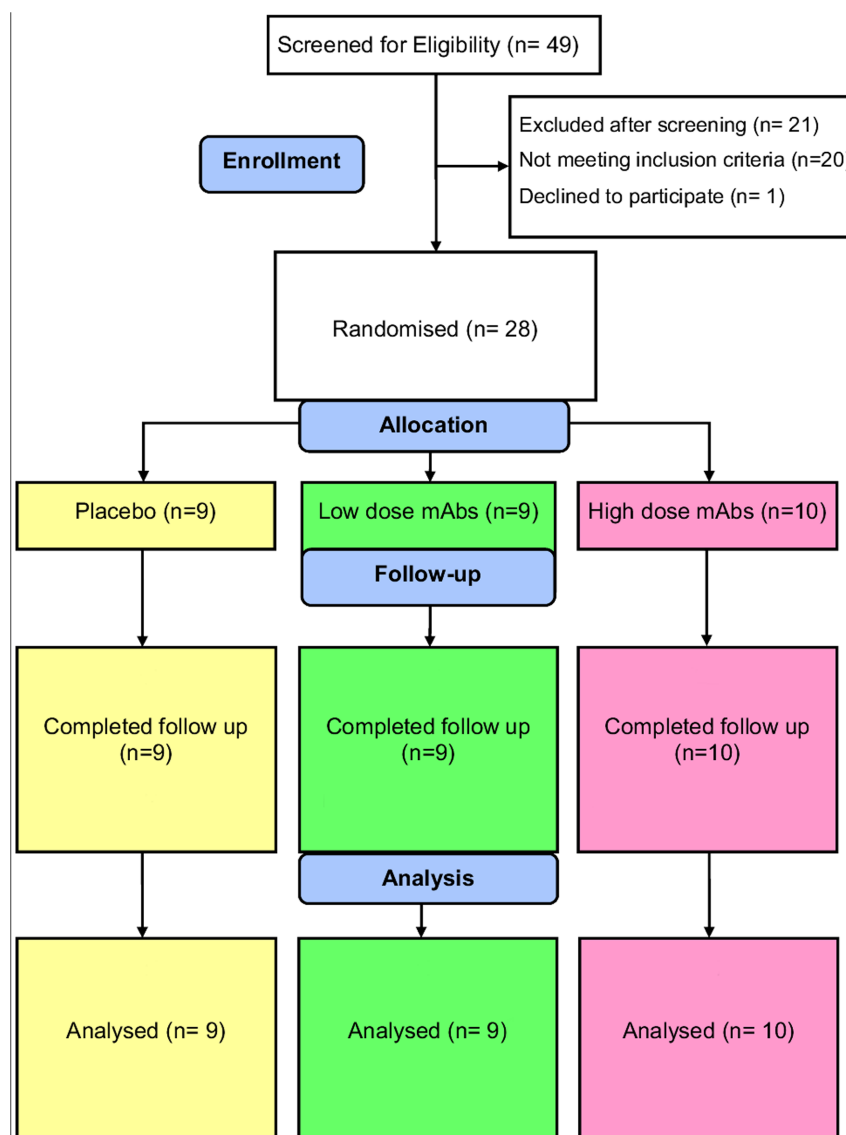 Screened for Eligibility (n= 49)
Excluded after screening (n= 21)
Not meeting inclusion criteria (n=20)
Declined to participate (n= 1)
Enrollment
Randomised (n= 28)
Allocation
Placebo (n=9)
Low dose mAbs (n=9)
High dose mAbs (n=10)
Follow-up
Completed follow up
(n=9)
Completed follow up
(n=9)
Completed follow up
(n=10)
Analysis
Analysed (n= 9)
Analysed (n= 9)
Analysed (n= 10)